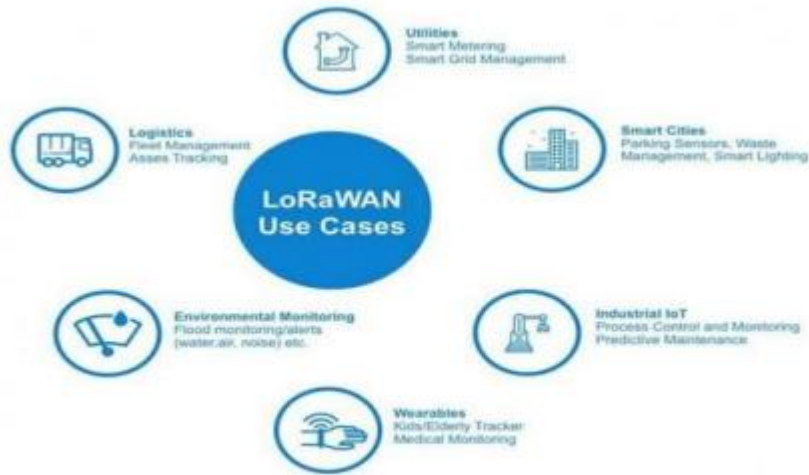 Utilities
Smart Metering
Smart Grid Management
Logistics
Fleet Management
Asses Tracking
Smart Cities
Parking Sensors, Waste
Management, Smart Lighting
LoRaWAN
Use Cases
Environmental Monitoring
Flood monitoring/alerts
(water,air, noise) etc.
Industrial IoT
Process Control and Monitoring
Predictive Maintenance
Wearables
Kids/Elderly Tracker
Medical Monitoring